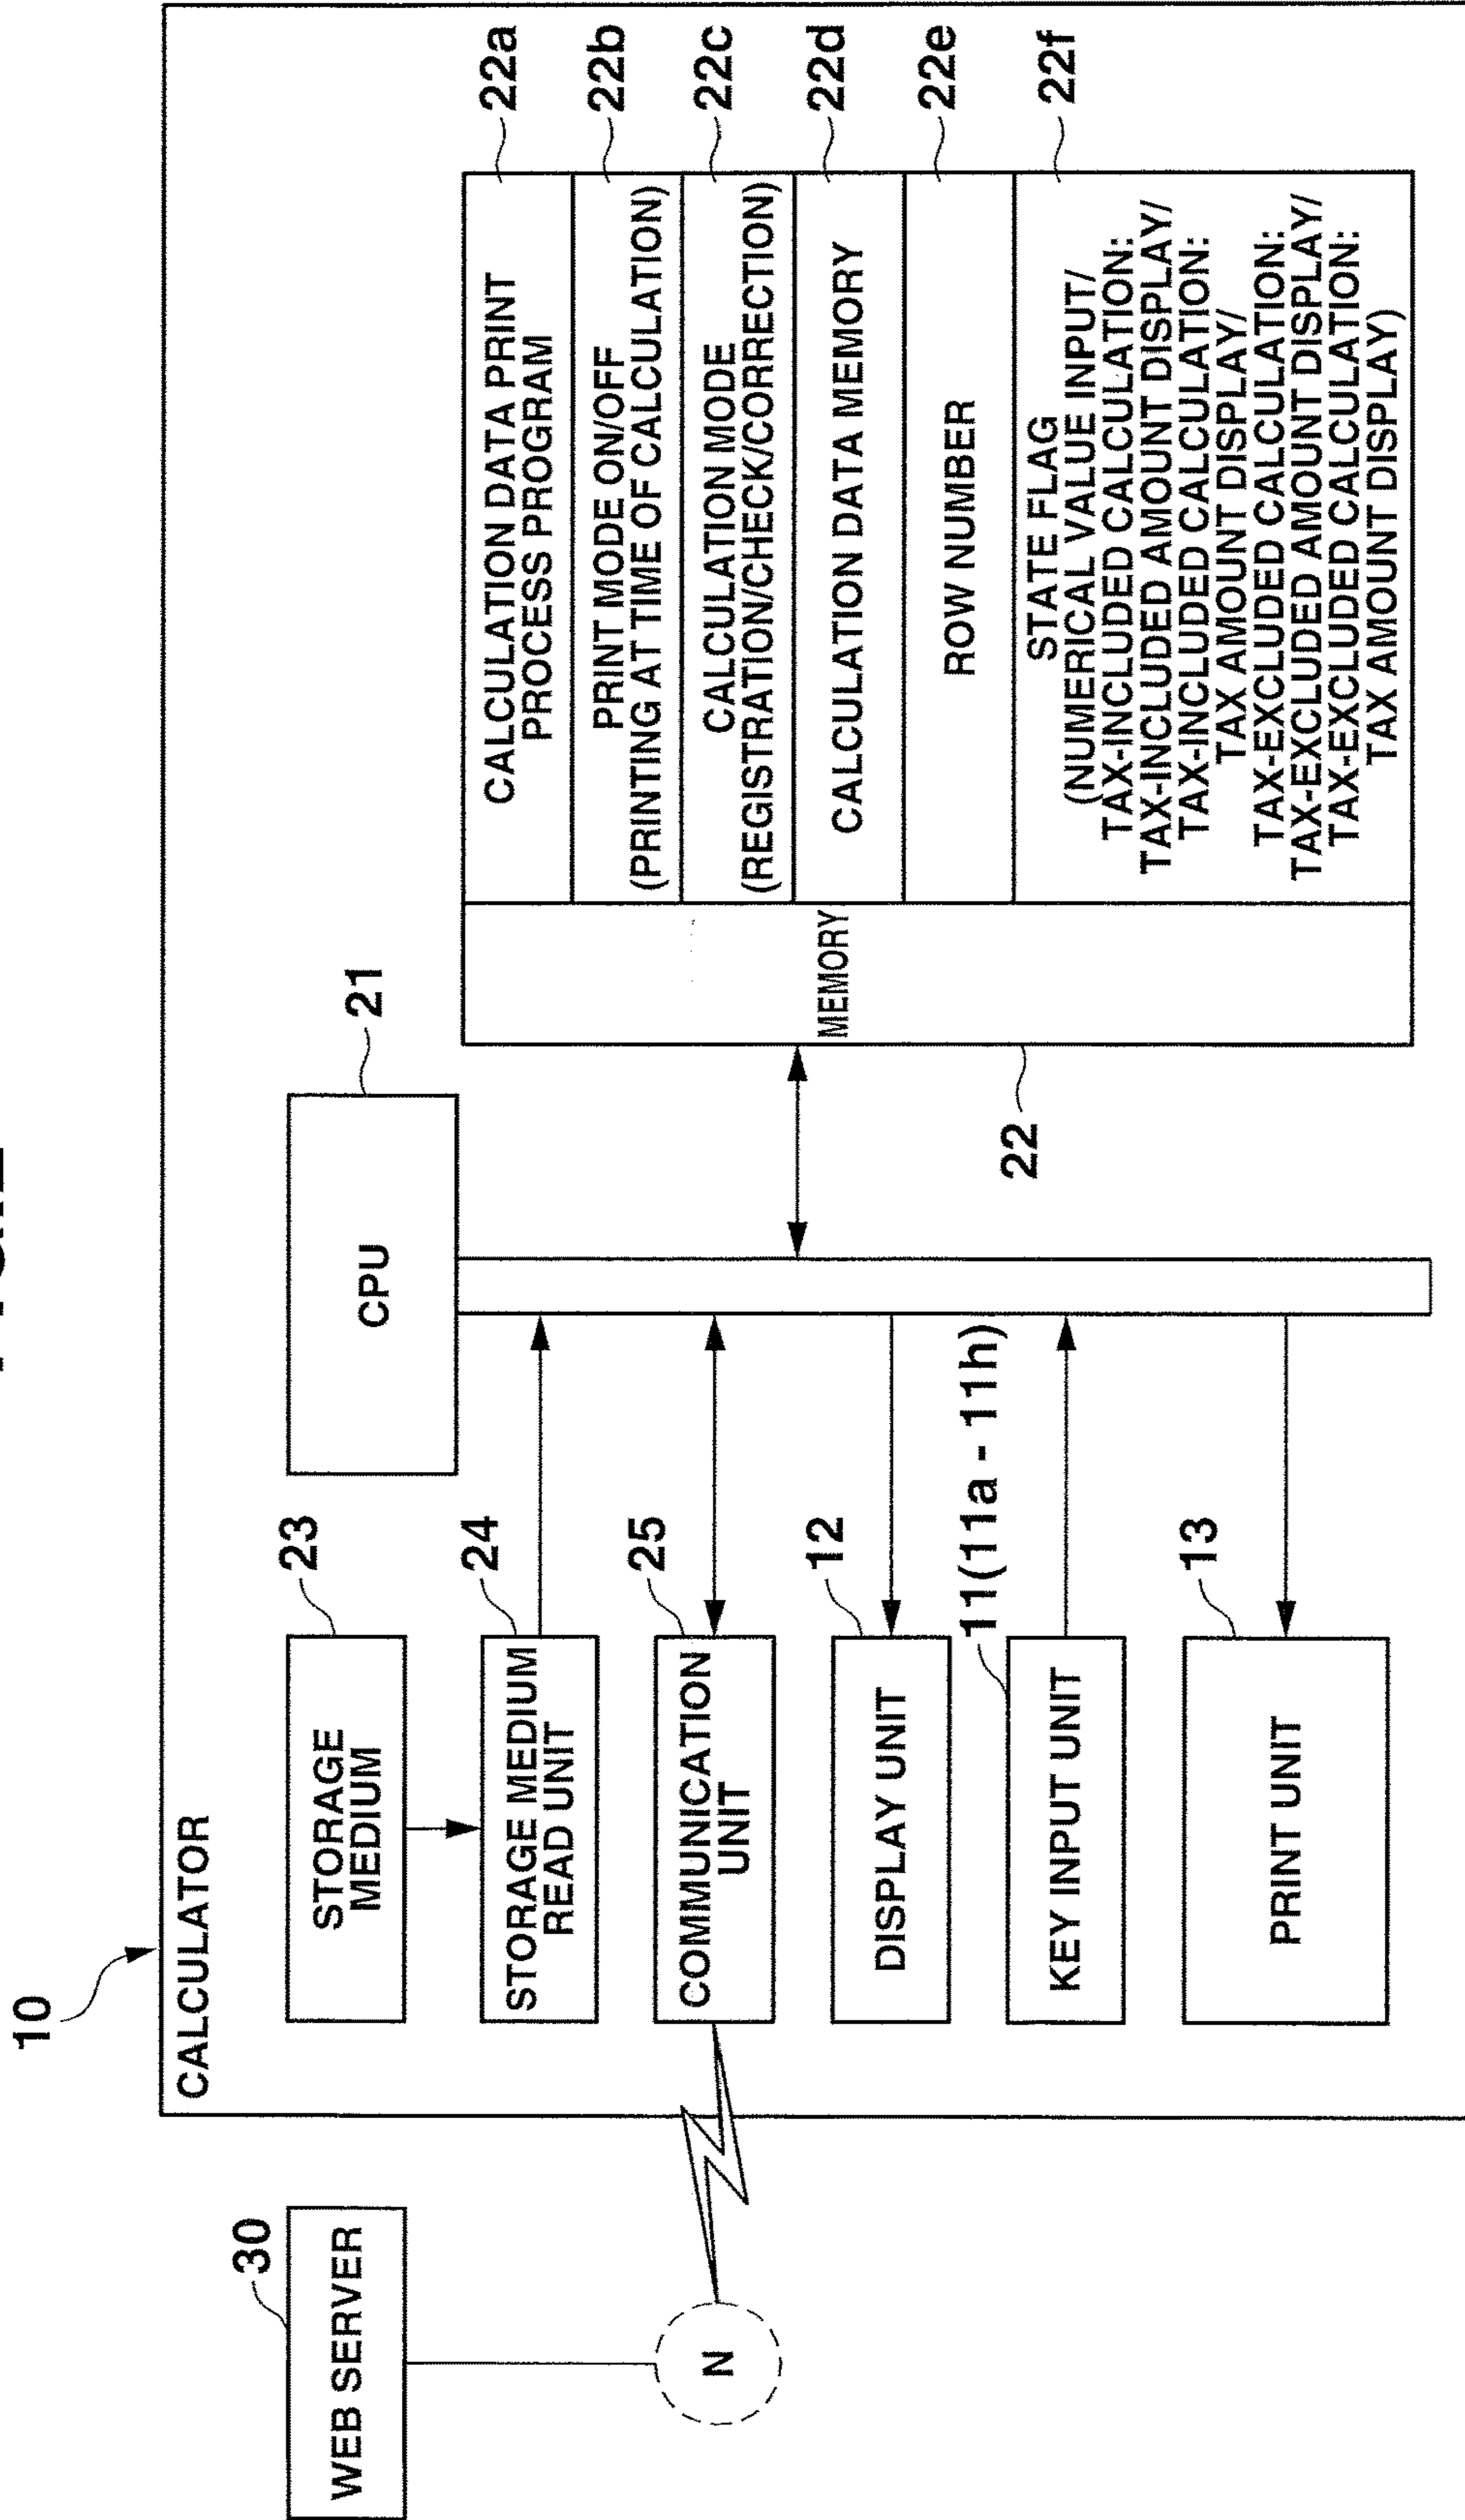 10
CALCULATOR
30
WEB SERVER
N
23
STORAGE
MEDIUM
24
STORAGE MEDIUM
READ UNIT
25
COMMUNICATION
UNIT
12
DISPLAY UNIT
11(11a - 11h)
KEY INPUT UNIT
13
PRINT UNIT
21
CPU
22
MEMORY
22a
CALCULATION DATA PRINT
PROCESS PROGRAM
22b
PRINT MODE ON/OFF
(PRINTING AT TIME OF CALCULATION)
22c
CALCULATION MODE
(REGISTRATION/CHECK/CORRECTION)
22d
CALCULATION DATA MEMORY
22e
ROW NUMBER
22f
STATE FLAG
(NUMERICAL VALUE INPUT/
TAX-INCLUDED CALCULATION:
TAX-INCLUDED AMOUNT DISPLAY/
TAX-INCLUDED CALCULATION:
TAX AMOUNT DISPLAY/
TAX-EXCLUDED CALCULATION:
TAX-EXCLUDED AMOUNT DISPLAY/
TAX-EXCLUDED CALCULATION:
TAX AMOUNT DISPLAY)